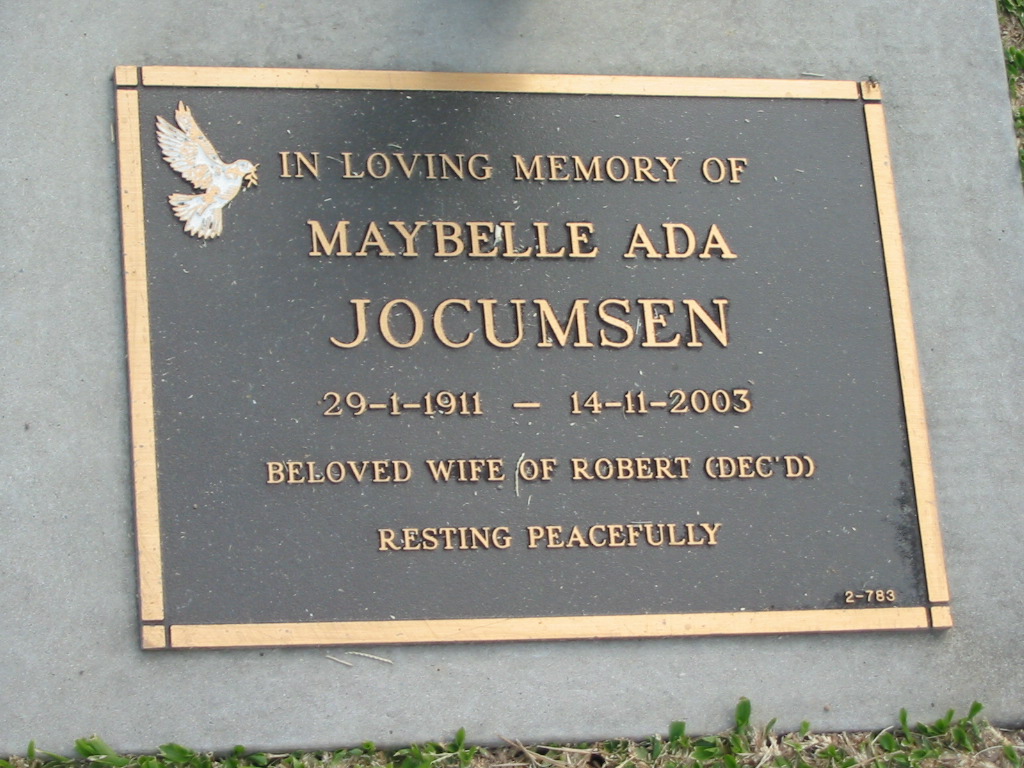 IN LOVING MEMORY OF
MAYBELLE ADA
JOCUMSEN
29-1-1911 — 14-11-2003
BELOVED WIFE OF ROBERT (DEC'D)
RESTING PEACEFULLY
2-783